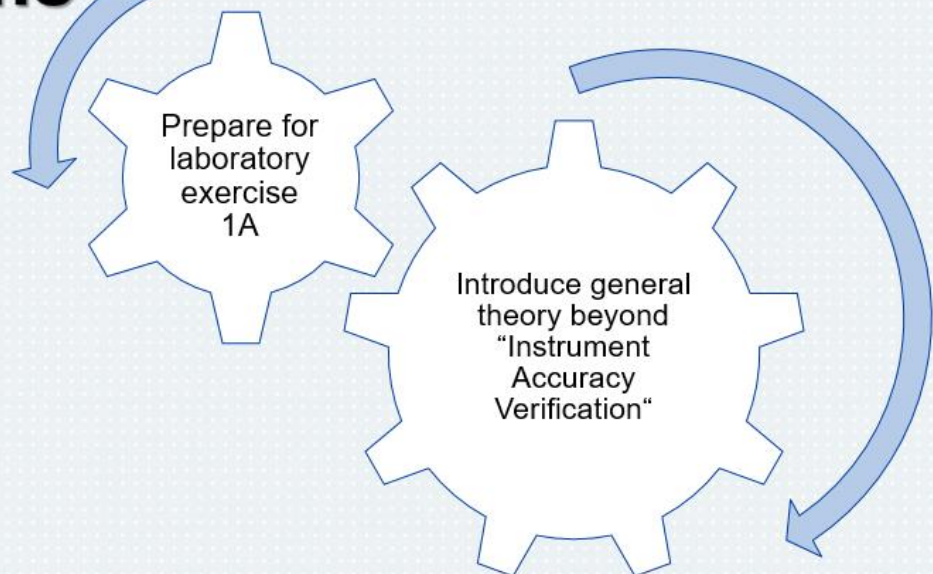 Prepare for
laboratory
exercise
1A
Introduce general
theory beyond
“Instrument
Accuracy
Verification“